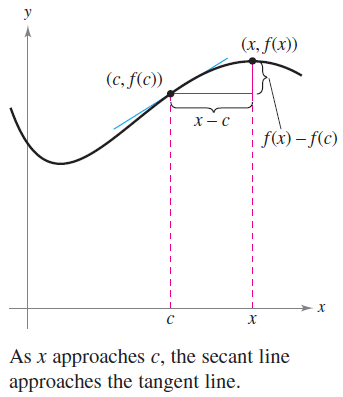 y
(x, f(x))
(c, f(c))
x – c
f(x) – f(c)
x
c
x
As x approaches c, the secant line
approaches the tangent line.